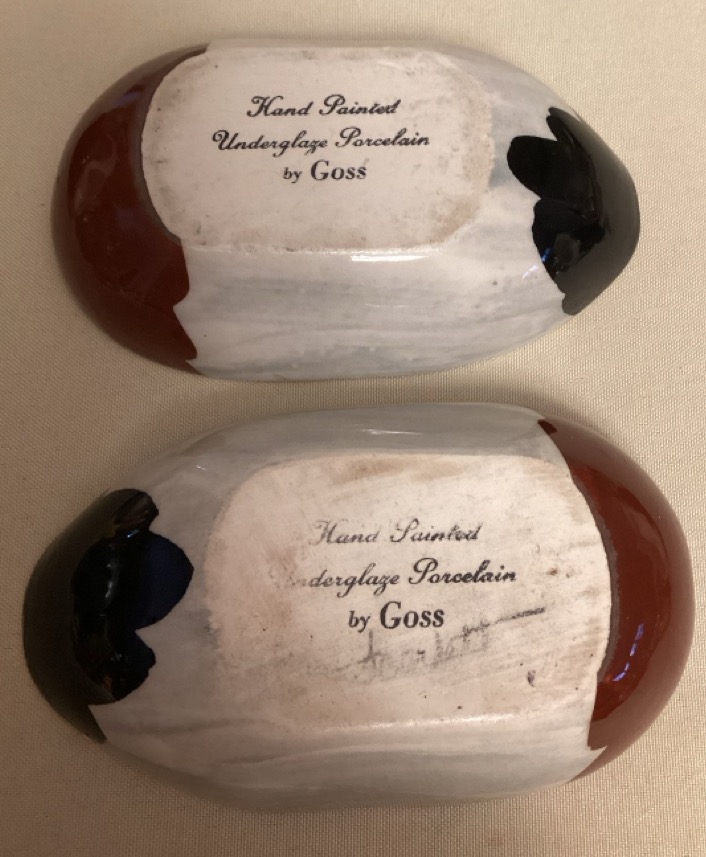 Hand Painted
Underglaze Porcelain
by Goss
Hand Painted
Underglaze Porcelain
by Goss